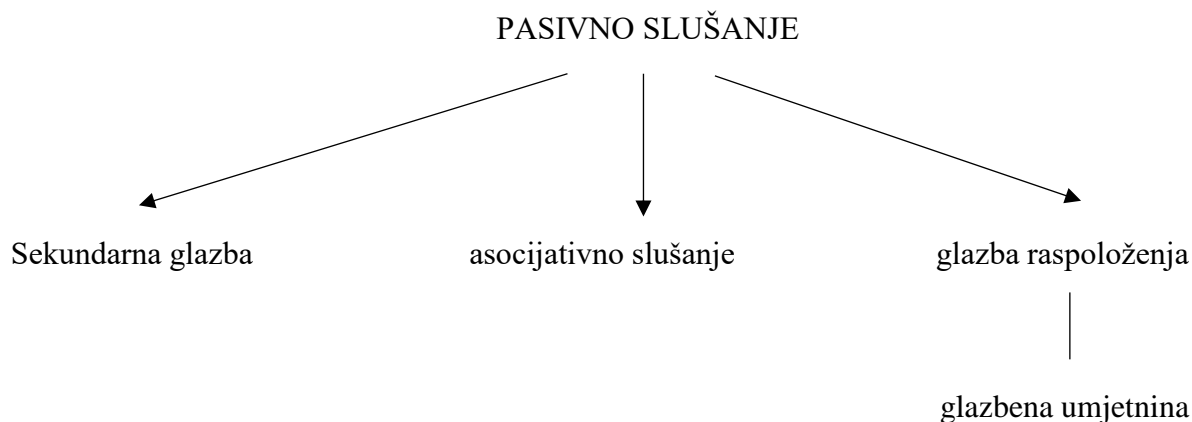 PASIVNO SLUŠANJE
Sekundarna glazba
asocijativno slušanje
glazba raspoloženja
glazbena umjetnina